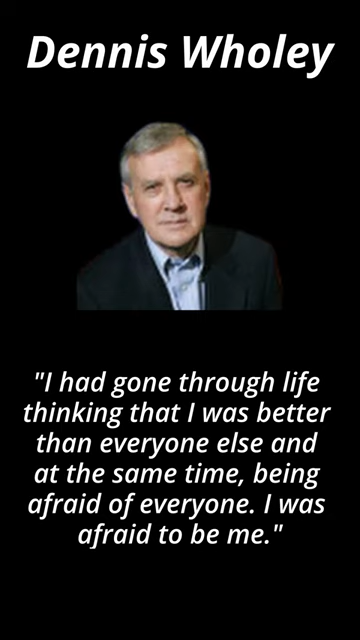 Dennis Wholey
"I had gone through life
thinking that I was better
than everyone else and
at the same time, being
afraid of everyone. I was
afraid to be me."